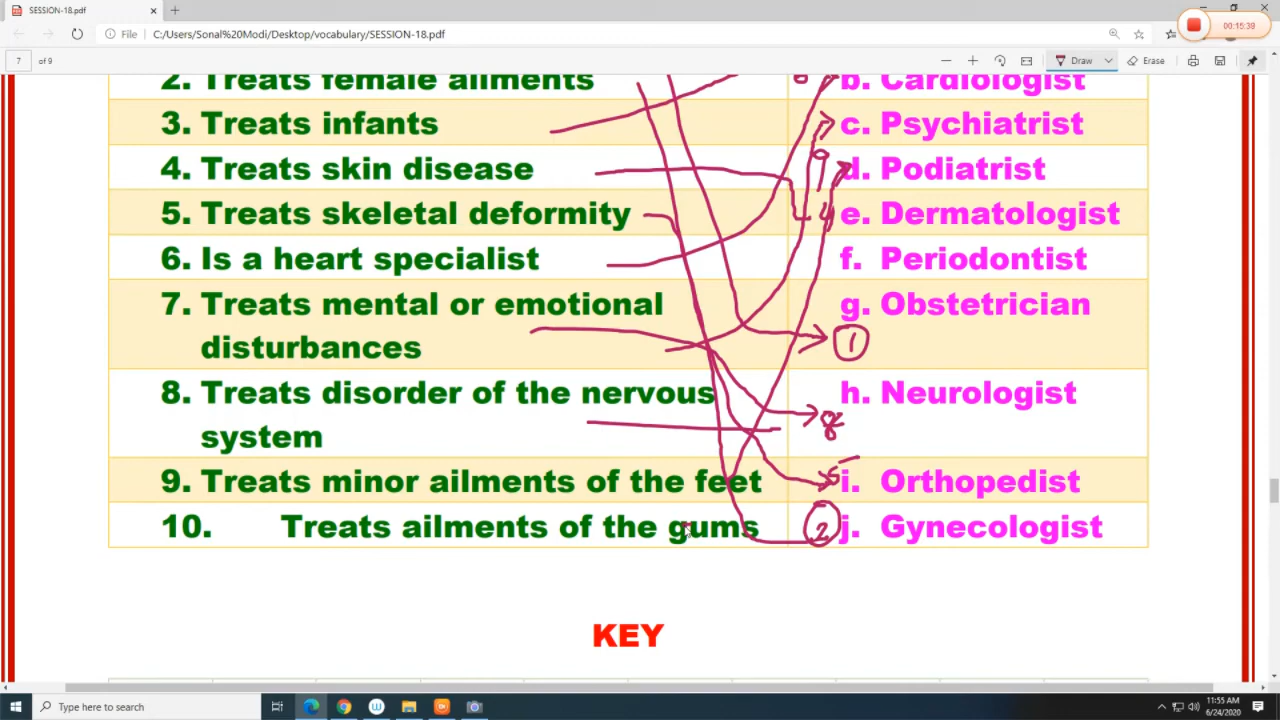 SESSION-18.pdf
00:15:39
File C:/Users/Sonal%20Modi/Desktop/vocabulary/SESSION-18.pdf
7 of 9 Draw Erase
2. Treats female ailments b. Cardiologist
3. Treats infants c. Psychiatrist
4. Treats skin disease d. Podiatrist
5. Treats skeletal deformity e. Dermatologist
6. Is a heart specialist f. Periodontist
7. Treats mental or emotional g. Obstetrician
disturbances 1
8. Treats disorder of the nervous h. Neurologist
system 8
9. Treats minor ailments of the feet 5 i. Orthopedist
10. Treats ailments of the gums 2 j. Gynecologist
KEY
Type here to search
11:55 AM
6/24/2020